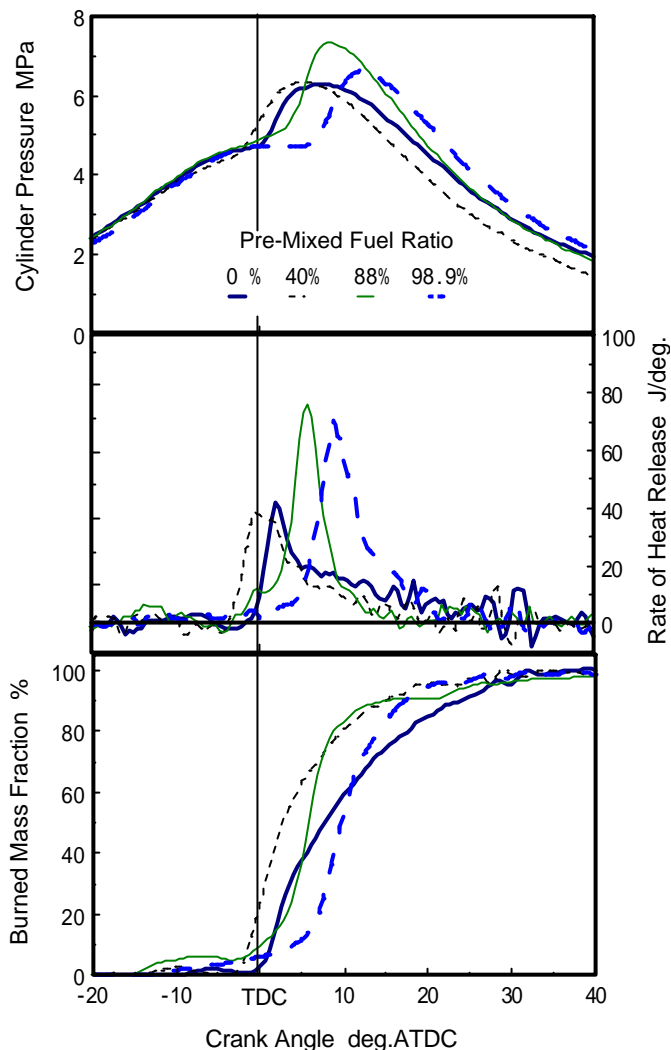 Cylinder Pressure MPa
8
6
4
2
0
Pre-Mixed Fuel Ratio
0 % 40% 88% 98.9%
Rate of Heat Release J/deg.
100
80
60
40
20
0
Burned Mass Fraction %
100
80
60
40
20
0
-20 -10 TDC 10 20 30 40
Crank Angle deg.ATDC